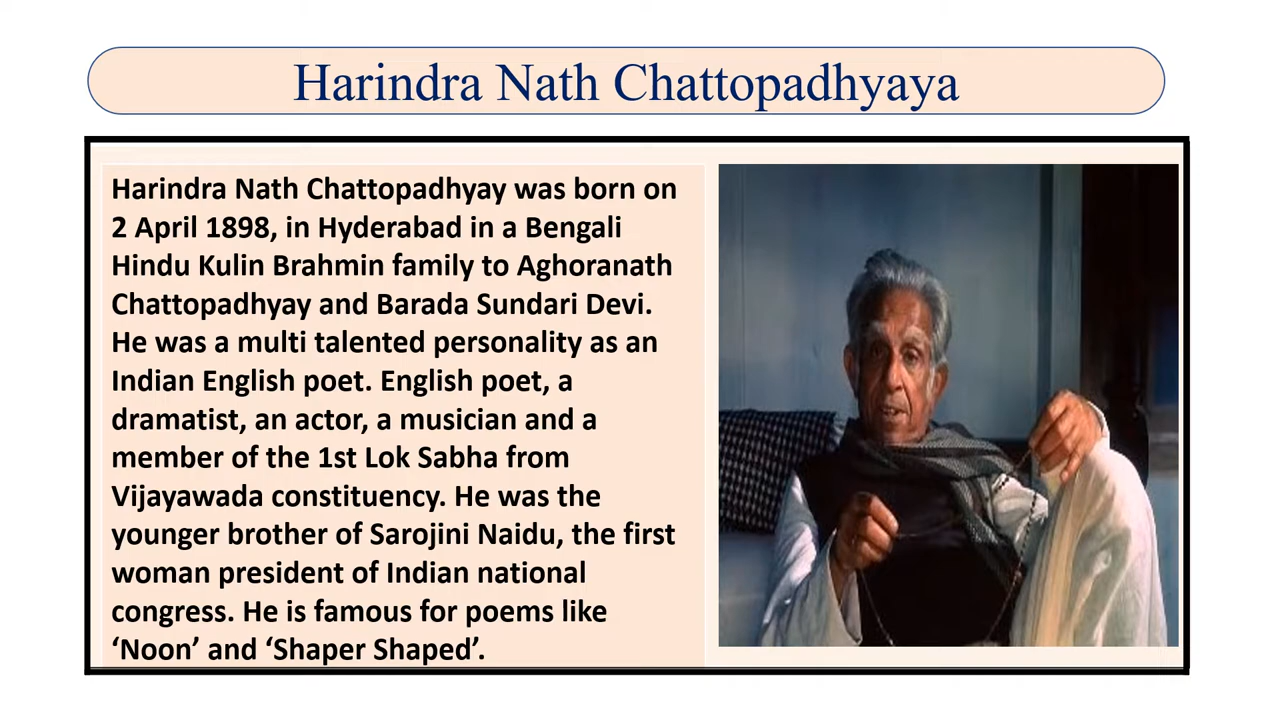 Harindra Nath Chattopadhyaya
Harindra Nath Chattopadhyay was born on
2 April 1898, in Hyderabad in a Bengali
Hindu Kulin Brahmin family to Aghoranath
Chattopadhyay and Barada Sundari Devi.
He was a multi talented personality as an
Indian English poet. English poet, a
dramatist, an actor, a musician and a
member of the 1st Lok Sabha from
Vijayawada constituency. He was the
younger brother of Sarojini Naidu, the first
woman president of Indian national
congress. He is famous for poems like
‘Noon’ and ‘Shaper Shaped’.